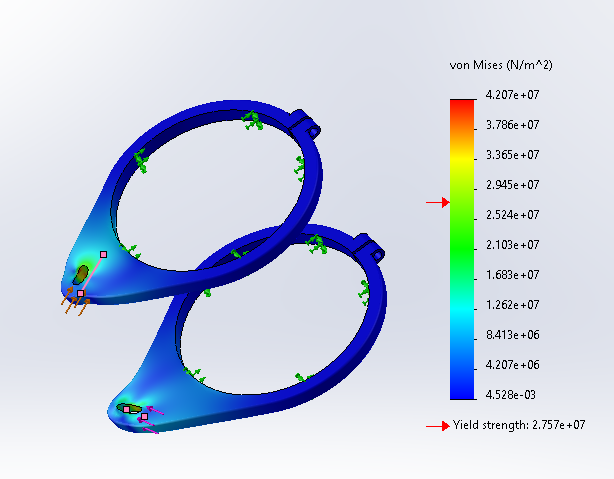 von Mises (N/m^2)
4.207e+07
3.786e+07
3.365e+07
2.945e+07
2.524e+07
2.103e+07
1.683e+07
1.262e+07
8.413e+06
4.207e+06
4.528e-03
Yield strength: 2.757e+07